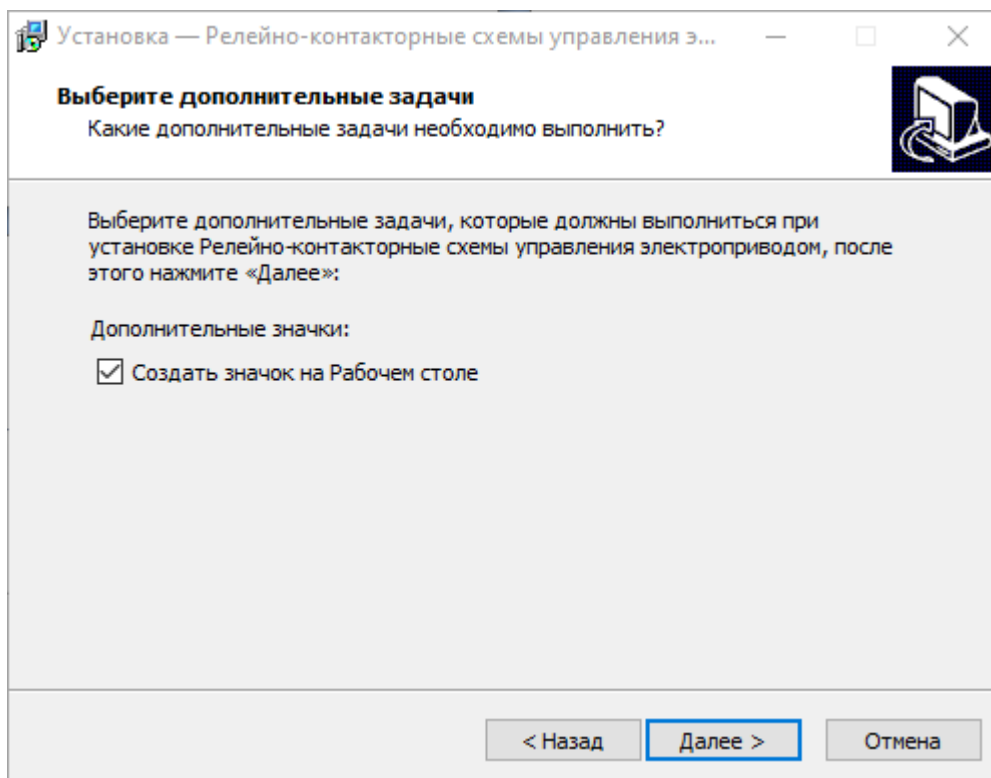 Установка — Релейно-контакторные схемы управления э...
Выберите дополнительные задачи
Какие дополнительные задачи необходимо выполнить?
Выберите дополнительные задачи, которые должны выполниться при
установке Релейно-контакторные схемы управления электроприводом, после
этого нажмите «Далее»:
Дополнительные значки:
Создать значок на Рабочем столе
< Назад
Далее >
Отмена